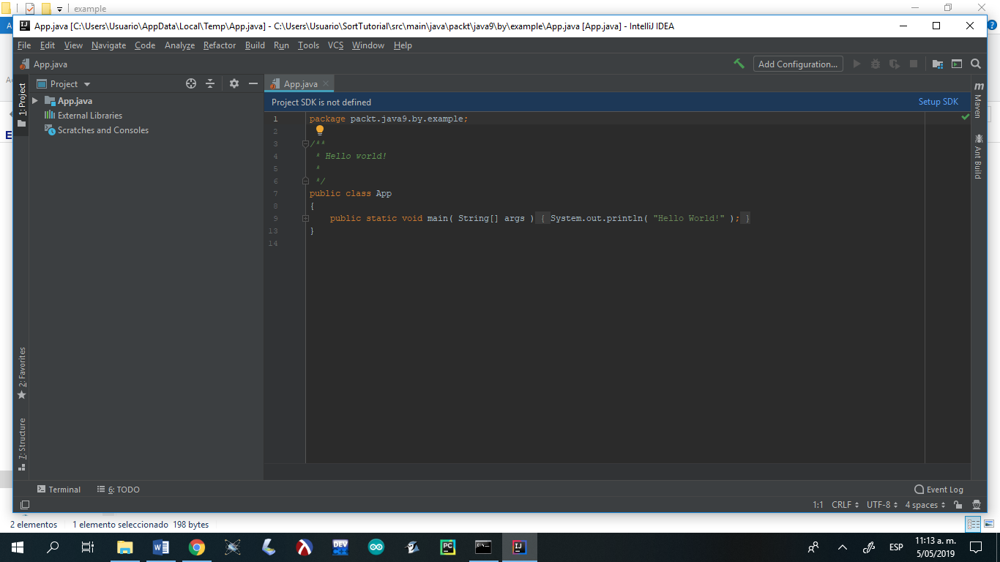 example
App.java [C:\Users\Usuario\AppData\Local\Temp\App.java] - C:\Users\Usuario\SortTutorial\src\main\java\packt\java9\by\example\App.java [App.java] - IntelliJ IDEA
File Edit View Navigate Code Analyze Refactor Build Run Tools VCS Window Help
App.java
Add Configuration...
Project
App.java
Project SDK is not defined
Setup SDK
1: Project
App.java
External Libraries
Scratches and Consoles
2: Favorites
7: Structure
Maven
Ant Build
1 package packt.java9.by.example;
2
3 /**
4 * Hello world!
5 *
6 */
7 public class App
8 {
9 public static void main( String[] args ) { System.out.println( "Hello World!" ); }
13 }
14
Terminal
6: TODO
Event Log
1:1 CRLF UTF-8 4 spaces
2 elementos 1 elemento seleccionado 198 bytes
W
DEV
PC
IJ
ESP
11:13 a. m.
5/05/2019